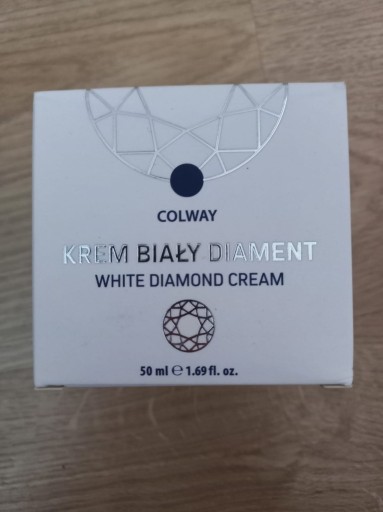 COLWAY
KREM BIAŁY DIAMENT
WHITE DIAMOND CREAM
50 ml ℮ 1.69 fl. oz.